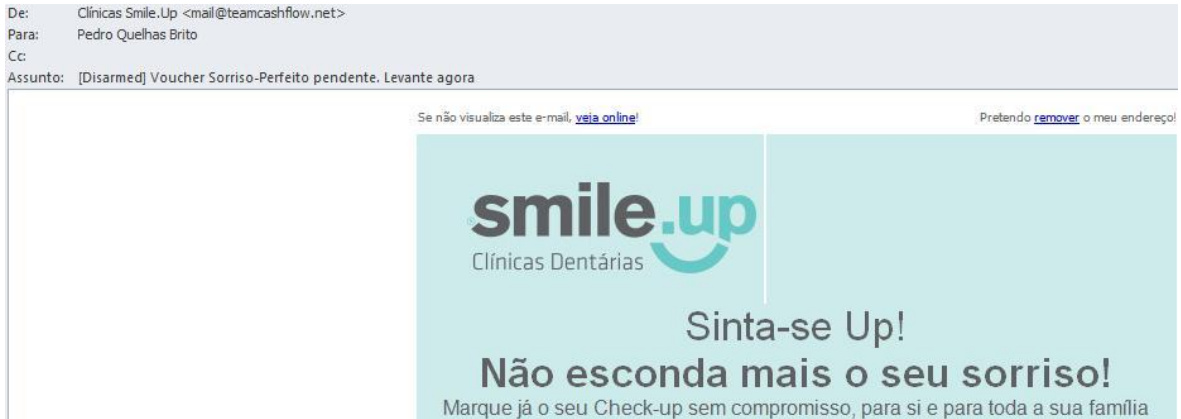 De: Clínicas Smile.Up <mail@teamcashflow.net>
Para: Pedro Quelhas Brito
Cc:
Assunto: [Disarmed] Voucher Sorriso-Perfeito pendente. Levante agora
Se não visualiza este e-mail, veja online! Pretendo remover o meu endereço!
®smile.up
Clínicas Dentárias
Sinta-se Up!
Não esconda mais o seu sorriso!
Marque já o seu Check-up sem compromisso, para si e para toda a sua família